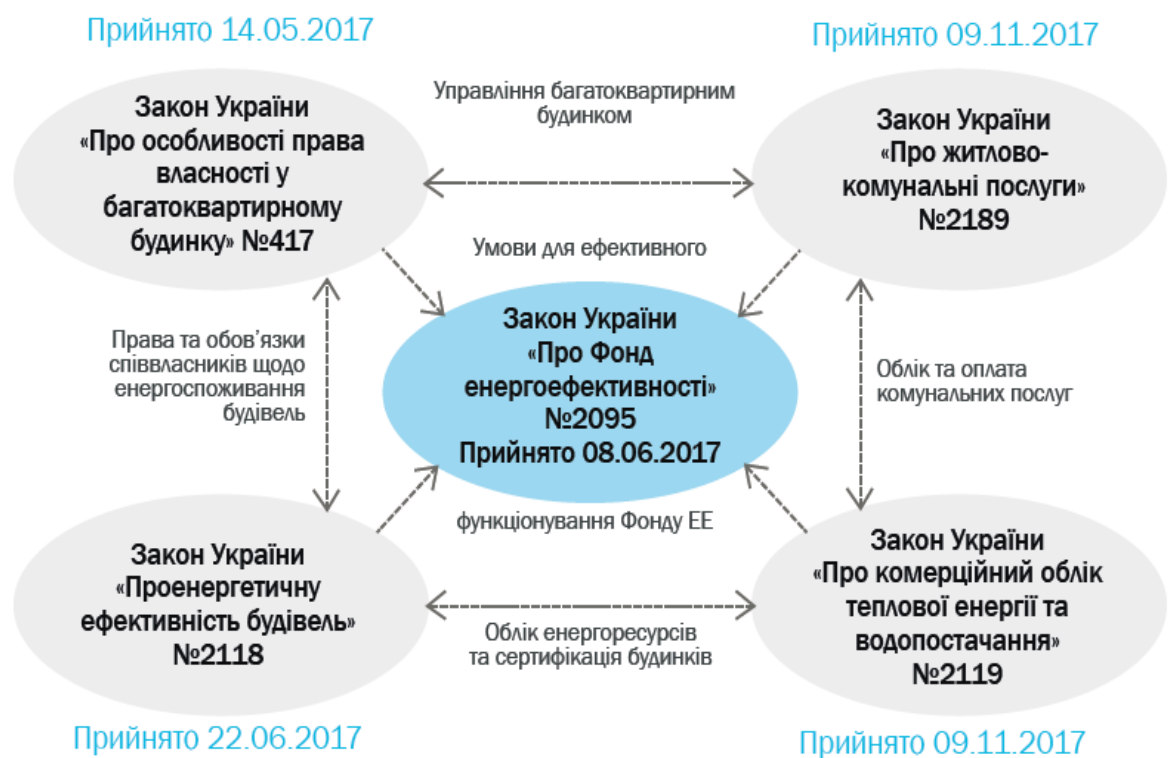 Прийнято 14.05.2017
Прийнято 09.11.2017
Закон України
«Про особливості права
власності у
багатоквартирному
будинку» №417
Управління багатоквартирним
будинком
Закон України
«Про житлово-
комунальні послуги»
№2189
Умови для ефективного
Закон України
«Про Фонд
енергоефективності»
№2095
Прийнято 08.06.2017
Права та обов’язки
співвласників щодо
енергоспоживання
будівель
Облік та оплата
комунальних послуг
функціонування Фонду ЕЕ
Закон України
«Проенергетичну
ефективність будівель»
№2118
Облік енергоресурсів
та сертифікація будинків
Закон України
«Про комерційний облік
теплової енергії та
водопостачання»
№2119
Прийнято 22.06.2017
Прийнято 09.11.2017